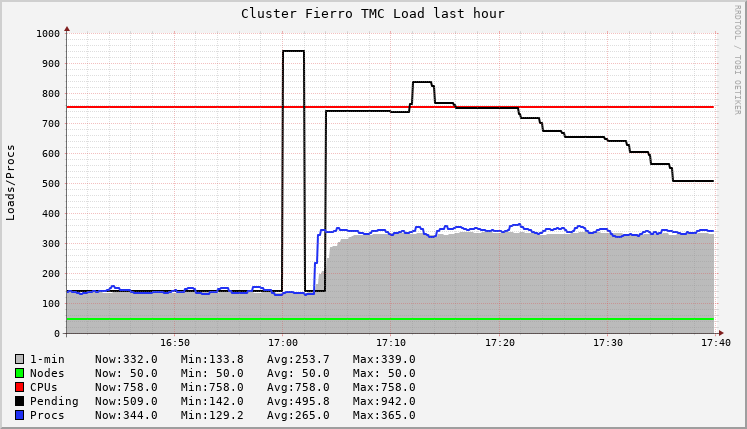 Cluster Fierro TMC Load last hour
RRDTOOL / TOBI OETIKER
Loads/Procs
1000
900
800
700
600
500
400
300
200
100
0
16:50 17:00 17:10 17:20 17:30 17:40
1-min Now:332.0 Min:133.8 Avg:253.7 Max:339.0
Nodes Now: 50.0 Min: 50.0 Avg: 50.0 Max: 50.0
CPUs Now:758.0 Min:758.0 Avg:758.0 Max:758.0
Pending Now:509.0 Min:142.0 Avg:495.8 Max:942.0
Procs Now:344.0 Min:129.2 Avg:265.0 Max:365.0